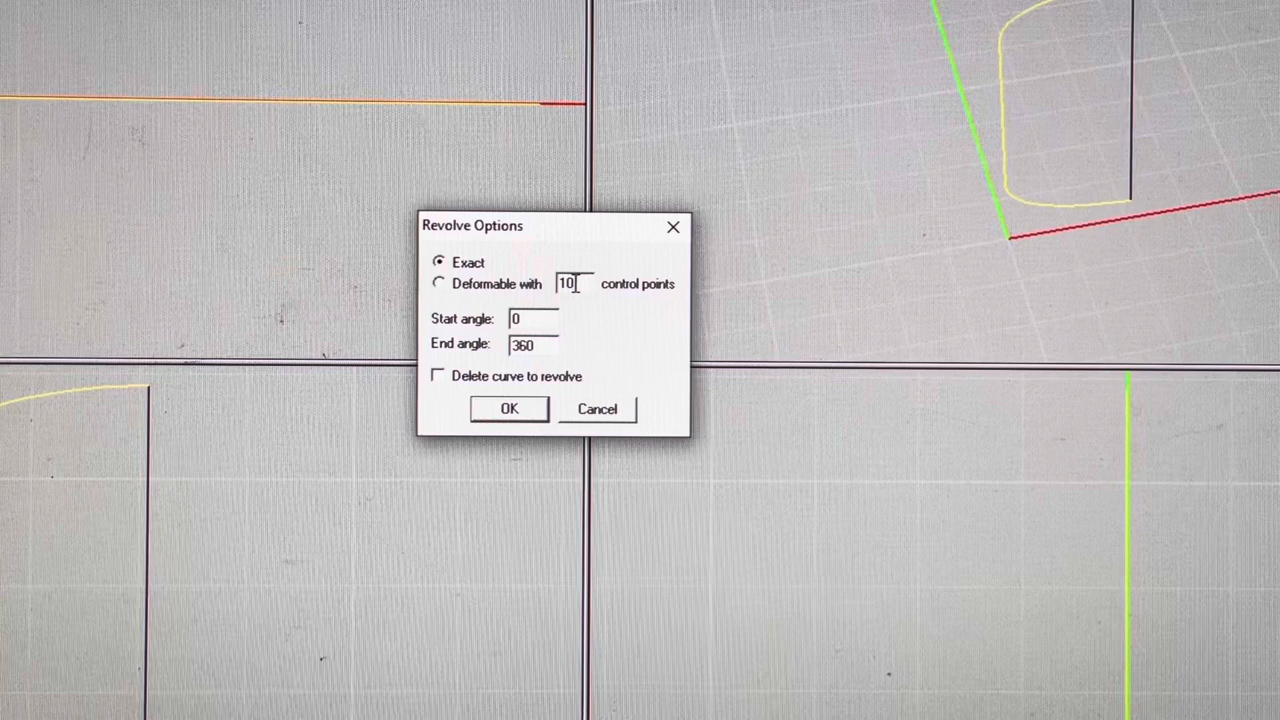 Revolve Options
Exact
Deformable with 10 control points
Start angle: 0
End angle: 360
Delete curve to revolve
OK Cancel